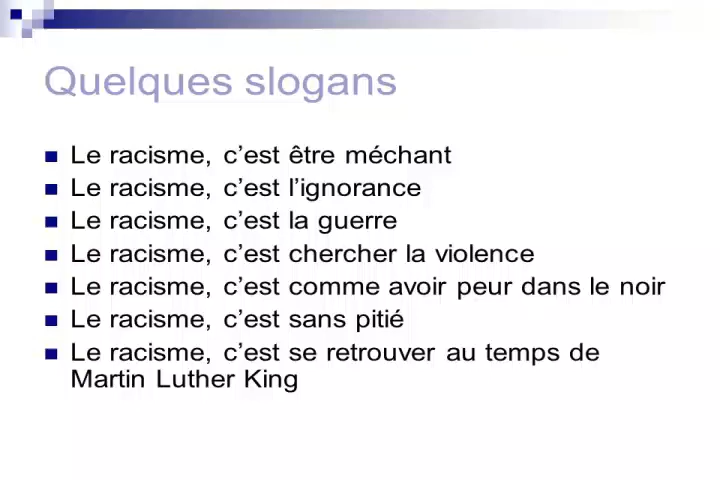 Quelques slogans
Le racisme, c’est être méchant
Le racisme, c’est l’ignorance
Le racisme, c’est la guerre
Le racisme, c’est chercher la violence
Le racisme, c’est comme avoir peur dans le noir
Le racisme, c’est sans pitié
Le racisme, c’est se retrouver au temps de
Martin Luther King